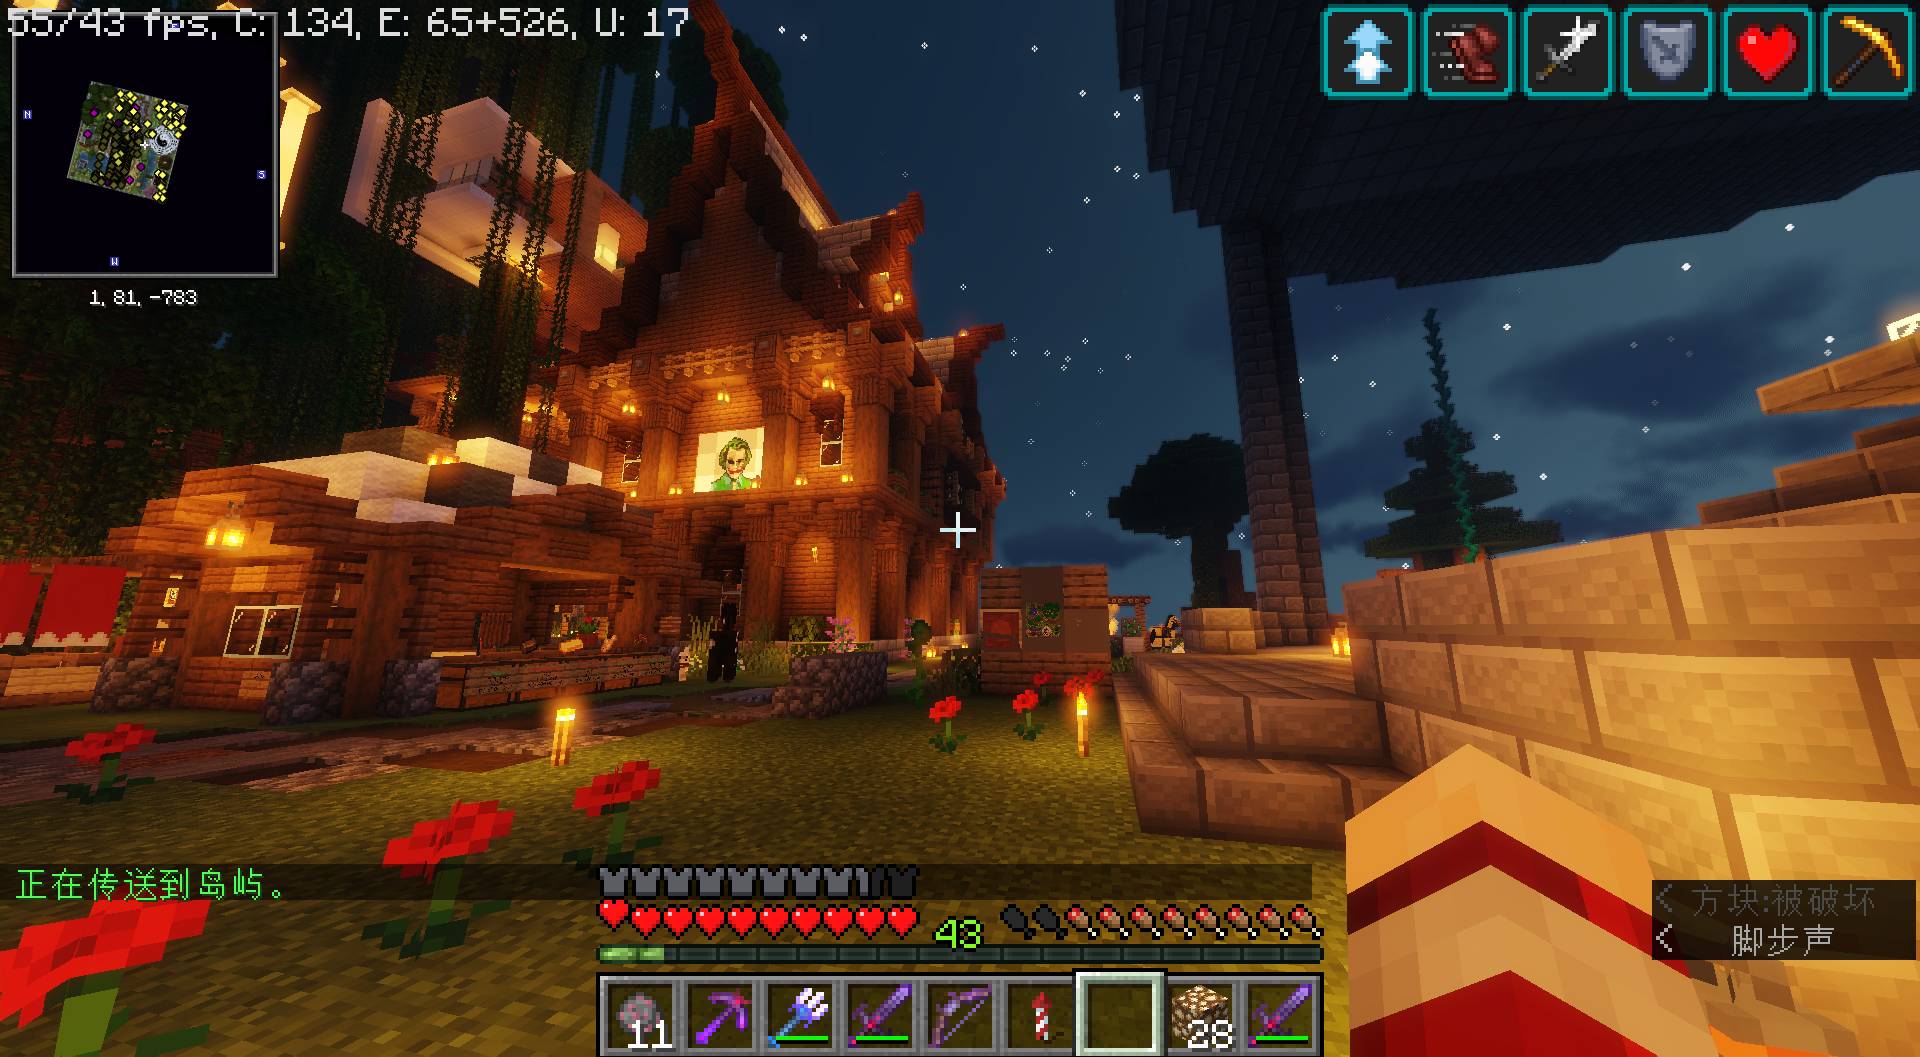 55/43 fps, C: 134, E: 65+526, U: 17
N
S
W
1, 81, -783
正在传送到岛屿。
43
< 方块:被破坏
< 脚步声
11
28